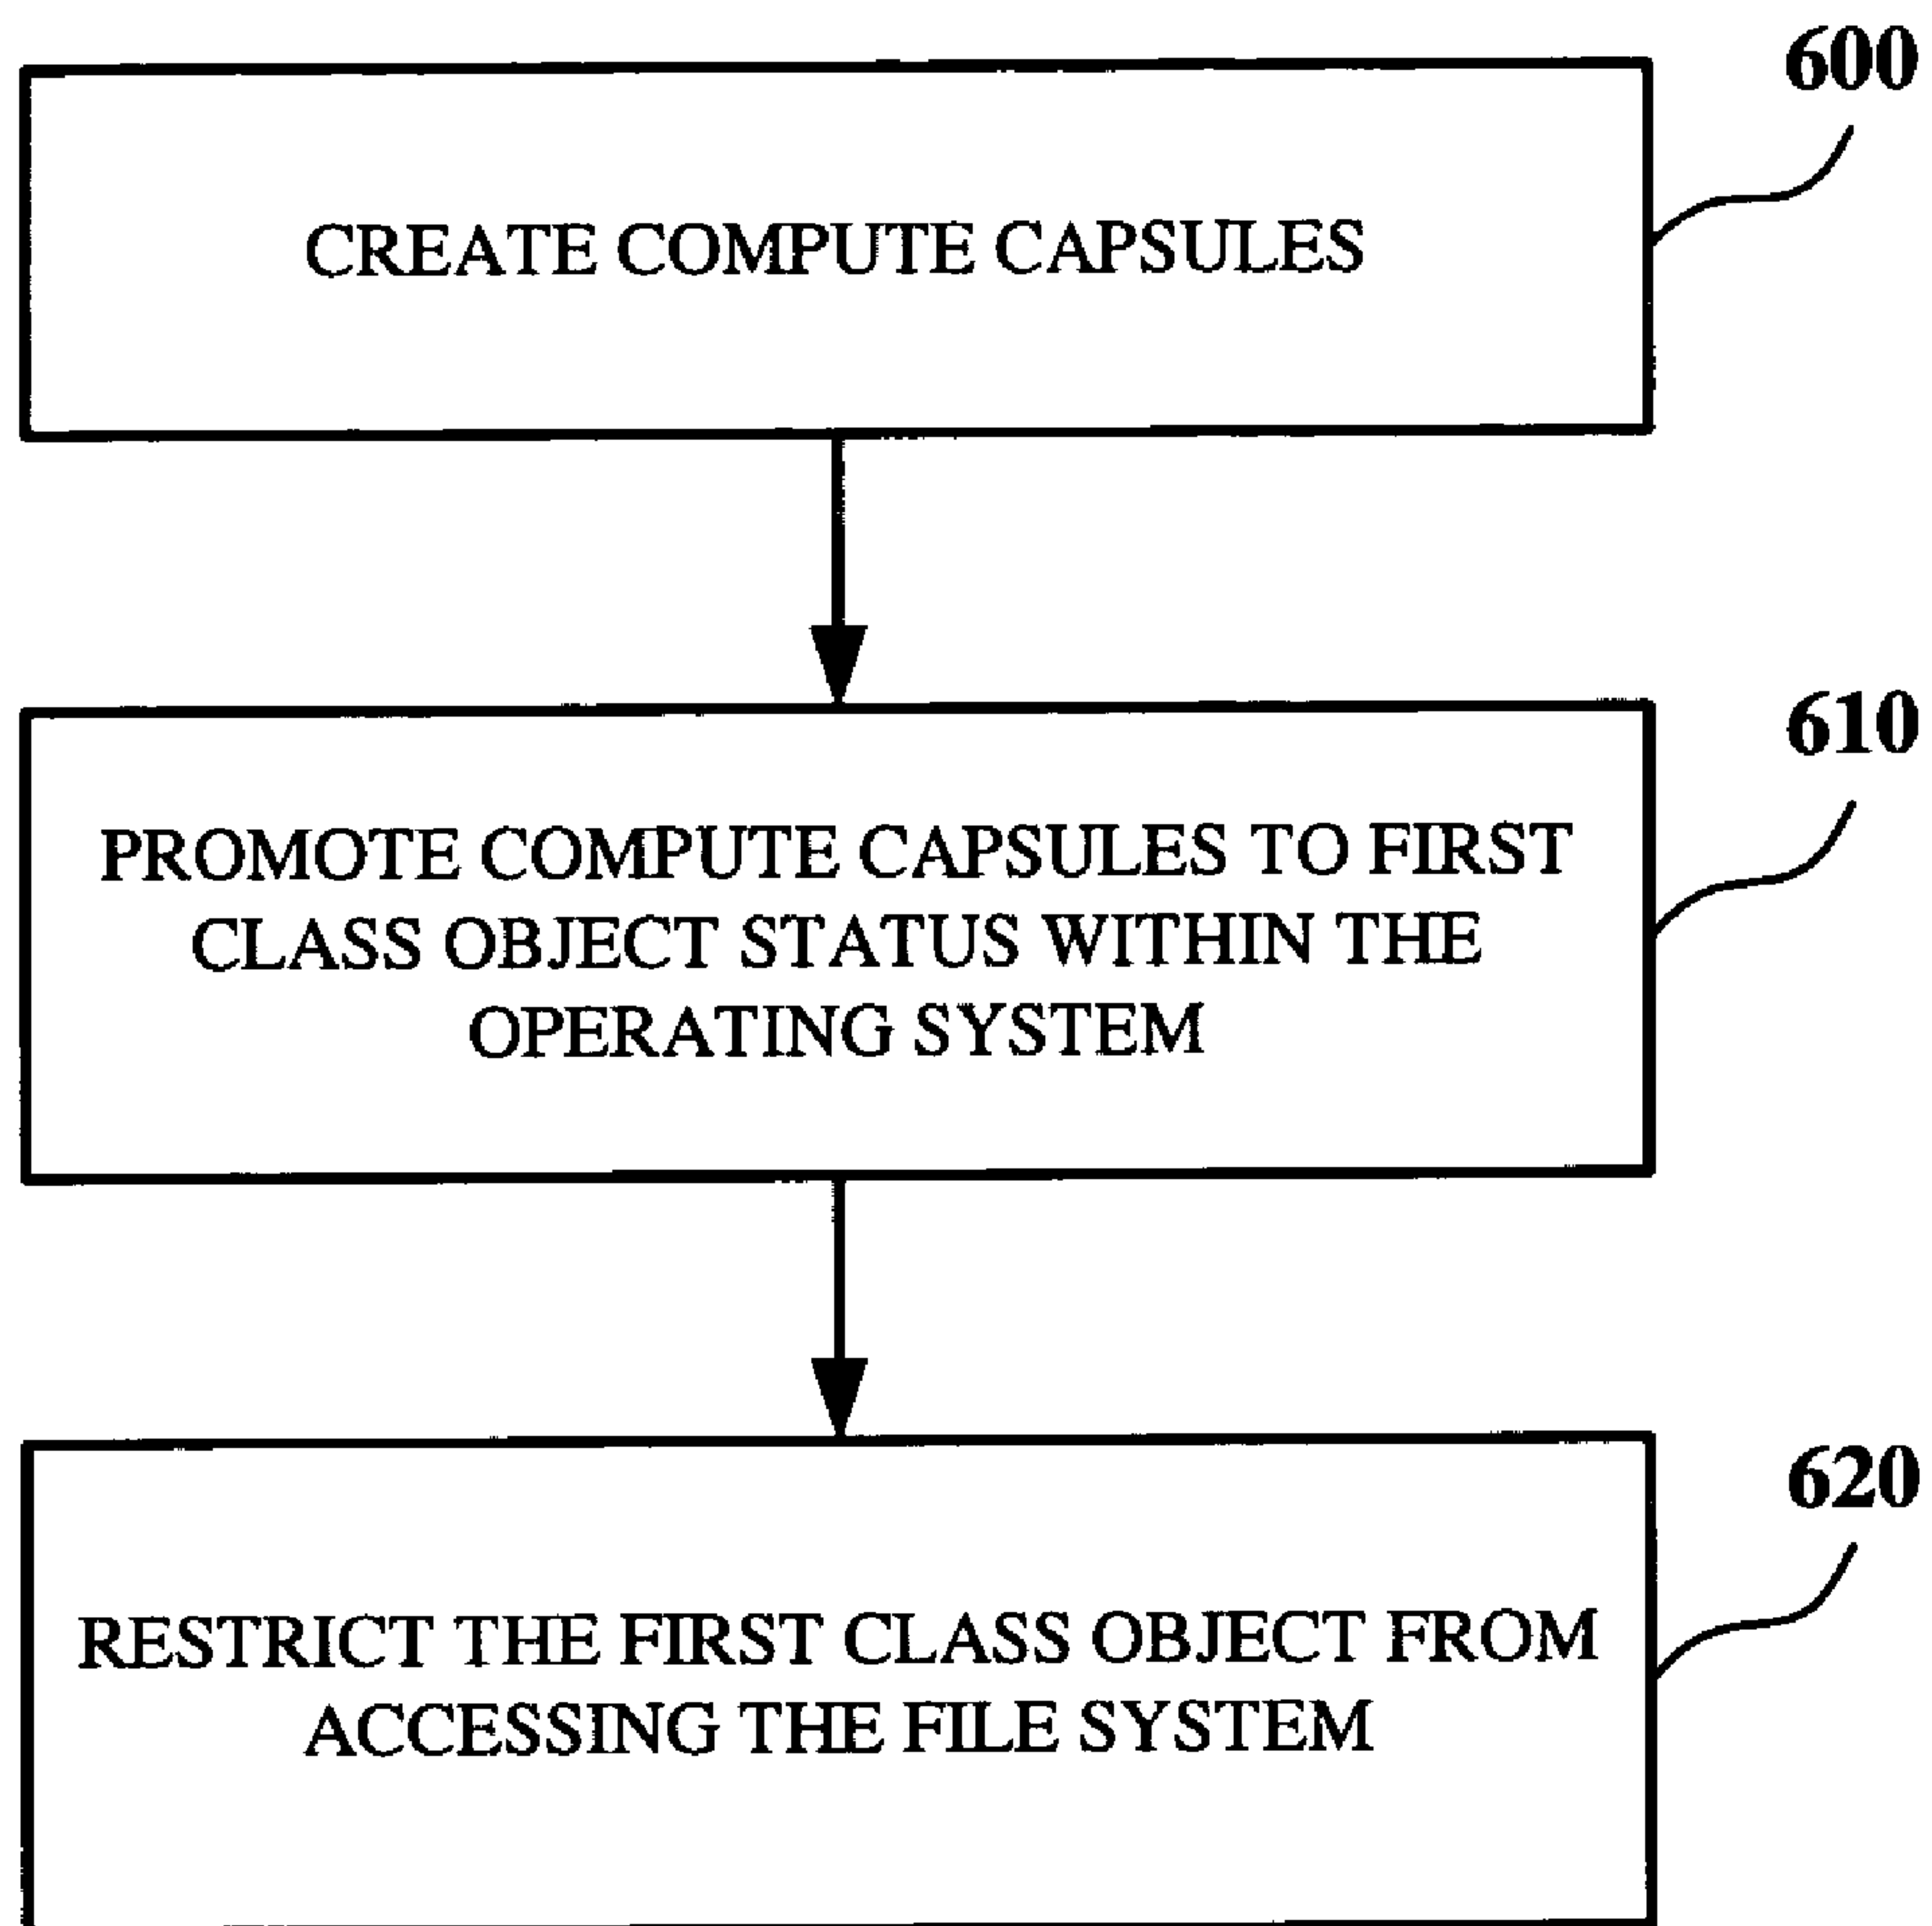 600
CREATE COMPUTE CAPSULES
610
PROMOTE COMPUTE CAPSULES TO FIRST
CLASS OBJECT STATUS WITHIN THE
OPERATING SYSTEM
620
RESTRICT THE FIRST CLASS OBJECT FROM
ACCESSING THE FILE SYSTEM